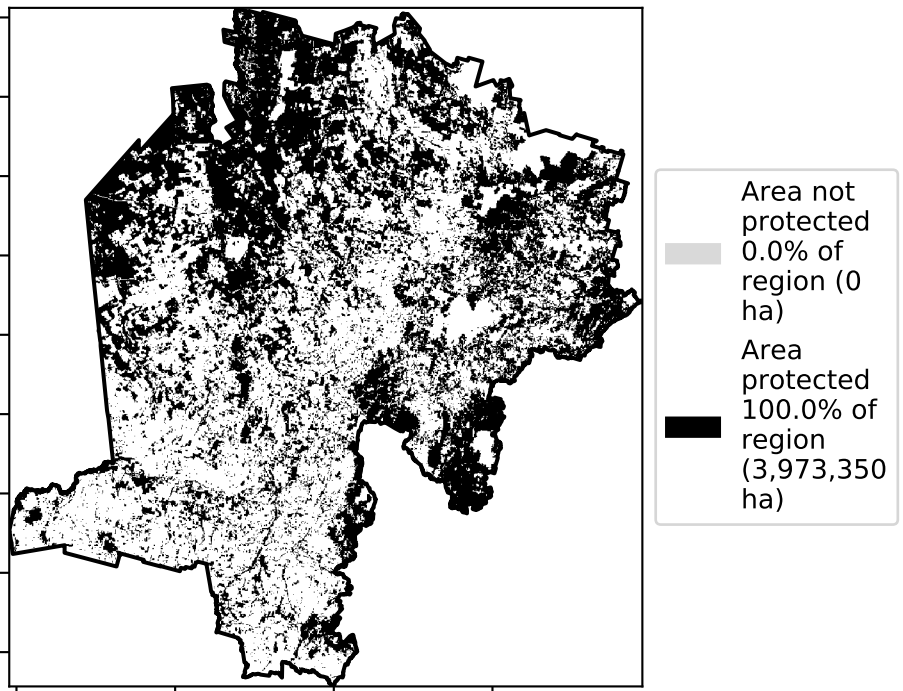 Area not
protected
0.0% of
region (0
ha)
Area
protected
100.0% of
region
(3,973,350
ha)